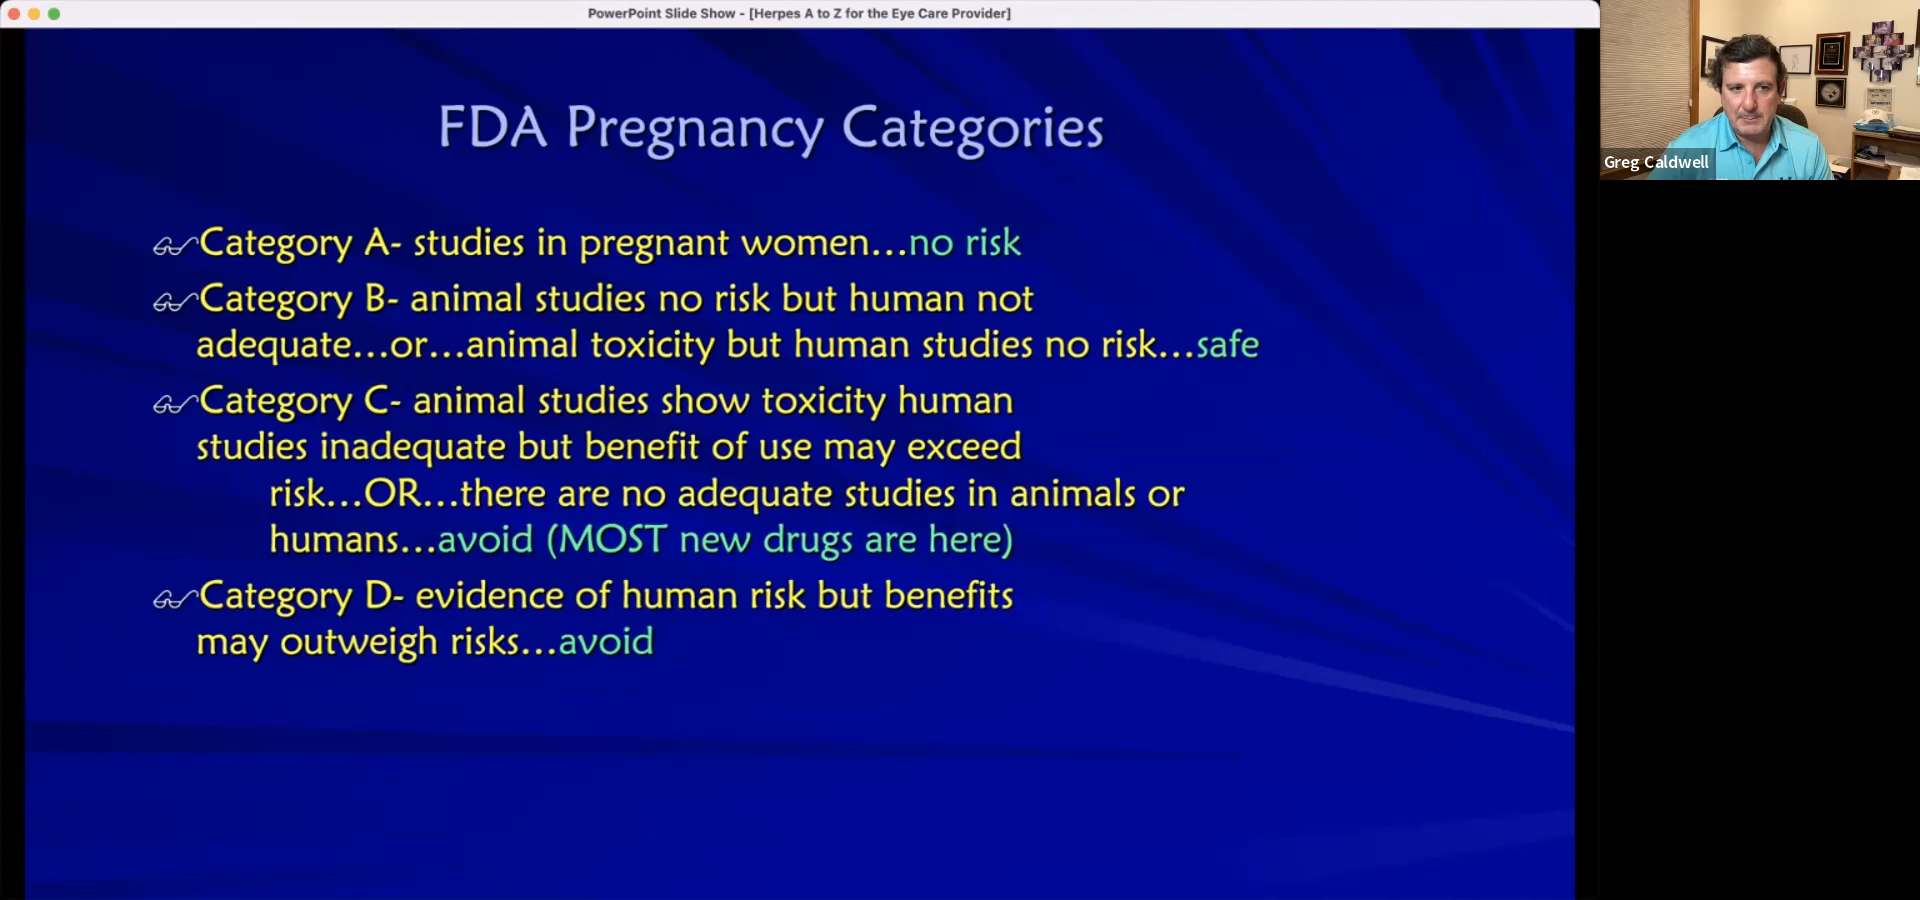 PowerPoint Slide Show - [Herpes A to Z for the Eye Care Provider]
FDA Pregnancy Categories
Category A- studies in pregnant women...no risk
Category B- animal studies no risk but human not
adequate...or...animal toxicity but human studies no risk...safe
Category C- animal studies show toxicity human
studies inadequate but benefit of use may exceed
risk...OR...there are no adequate studies in animals or
humans...avoid (MOST new drugs are here)
Category D- evidence of human risk but benefits
may outweigh risks...avoid
Greg Caldwell